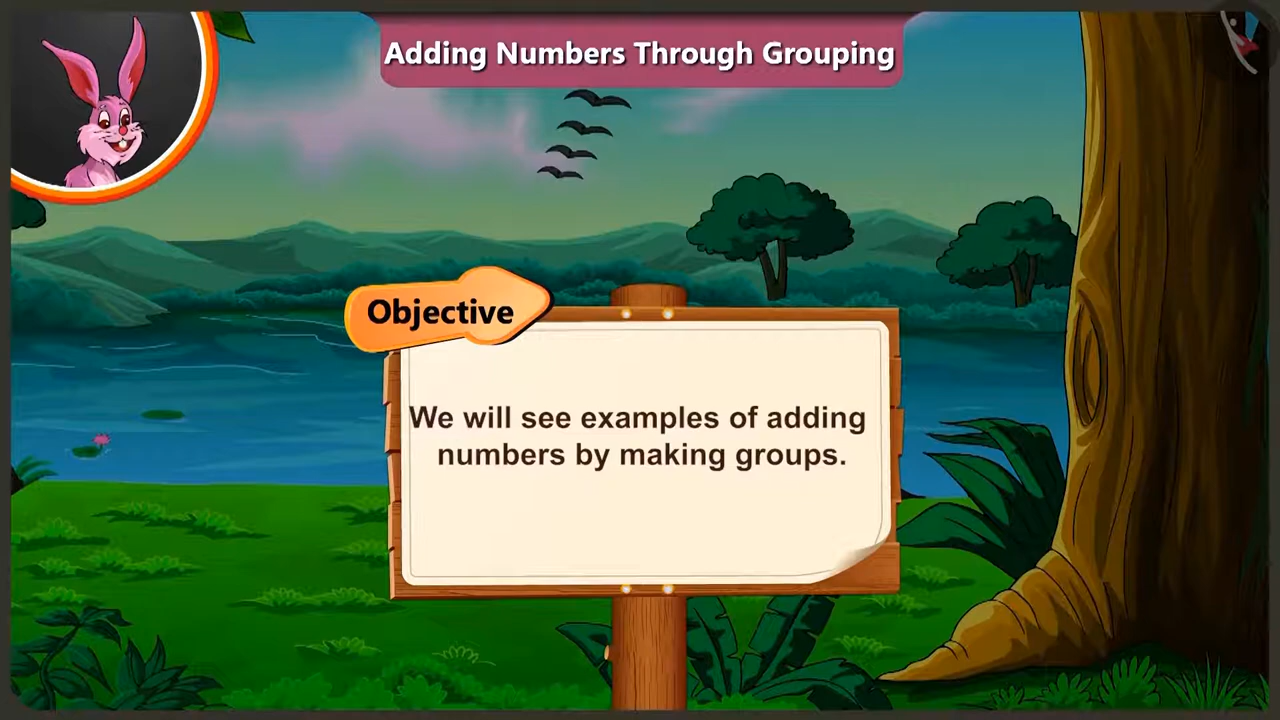 Adding Numbers Through Grouping
Objective
We will see examples of adding
numbers by making groups.